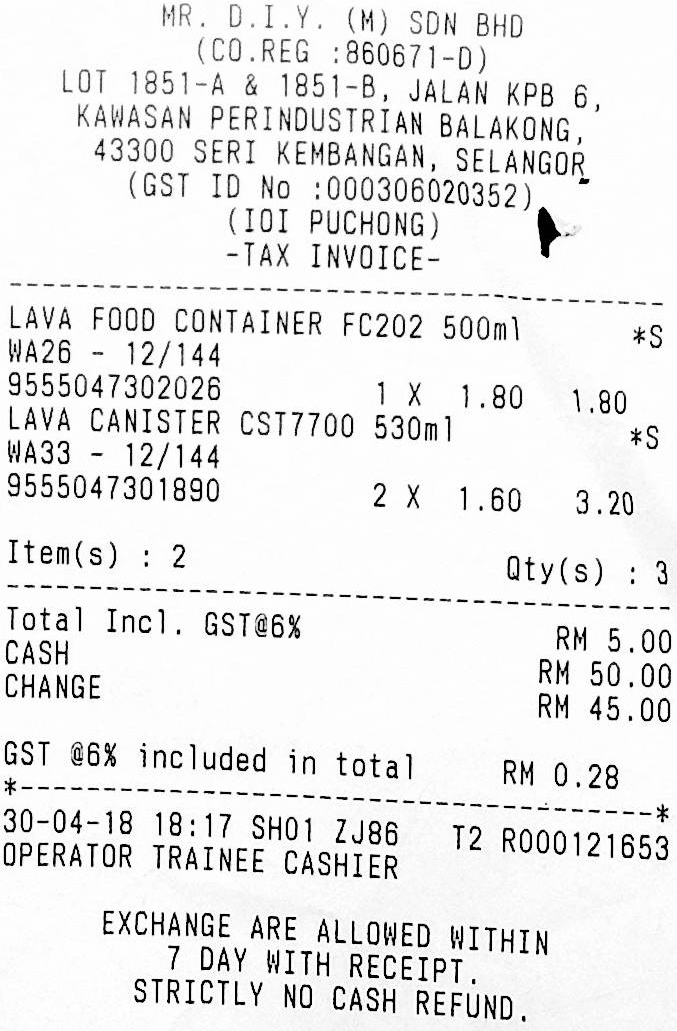 MR. D.I.Y. (M) SDN BHD
(CO.REG :860671-D)
LOT 1851-A & 1851-B, JALAN KPB 6,
KAWASAN PERINDUSTRIAN BALAKONG,
43300 SERI KEMBANGAN, SELANGOR
(GST ID No :000306020352)
(IOI PUCHONG)
-TAX INVOICE-
LAVA FOOD CONTAINER FC202 500ml *S
WA26 - 12/144
9555047302026 1 X 1.80 1.80
LAVA CANISTER CST7700 530ml *S
WA33 - 12/144
9555047301890 2 X 1.60 3.20
Item(s) : 2 Qty(s) : 3
Total Incl. GST@6% RM 5.00
CASH RM 50.00
CHANGE RM 45.00
GST @6% included in total RM 0.28
30-04-18 18:17 SH01 ZJ86 T2 R000121653
OPERATOR TRAINEE CASHIER
EXCHANGE ARE ALLOWED WITHIN
7 DAY WITH RECEIPT.
STRICTLY NO CASH REFUND.